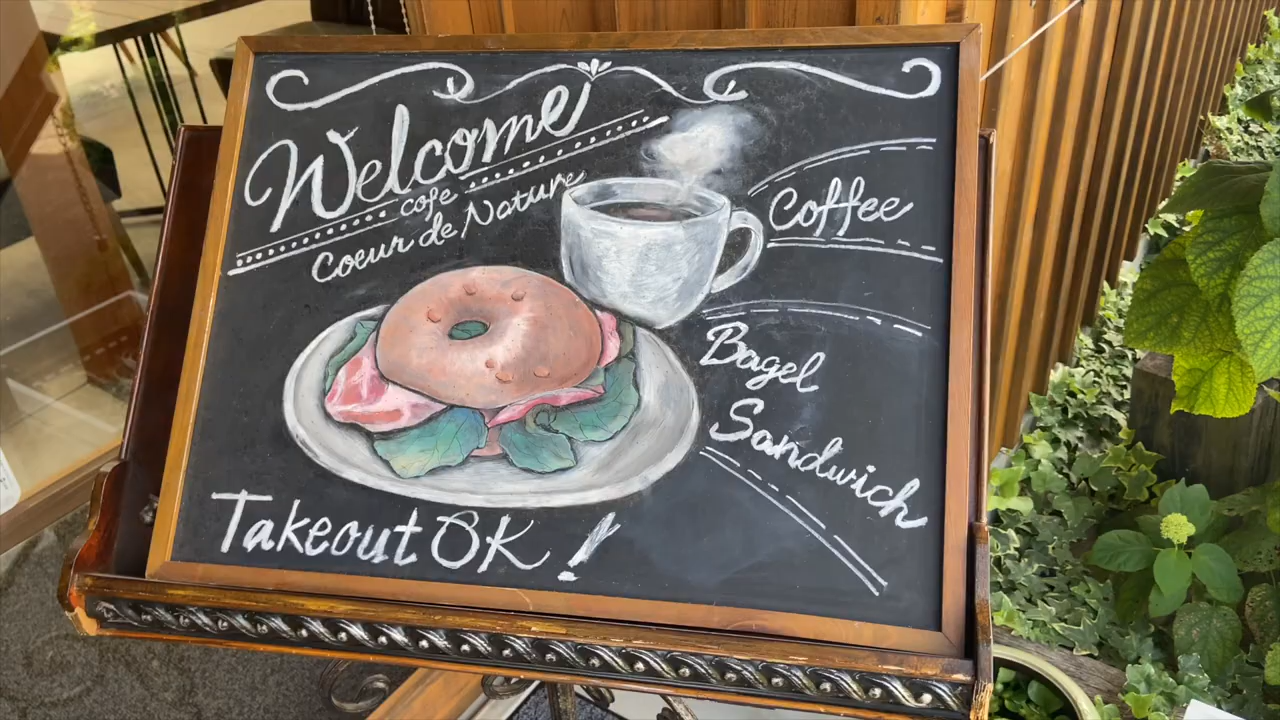 Welcome
cafe
Coeur de Nature
Coffee
Bagel
Sandwich
Takeout OK!